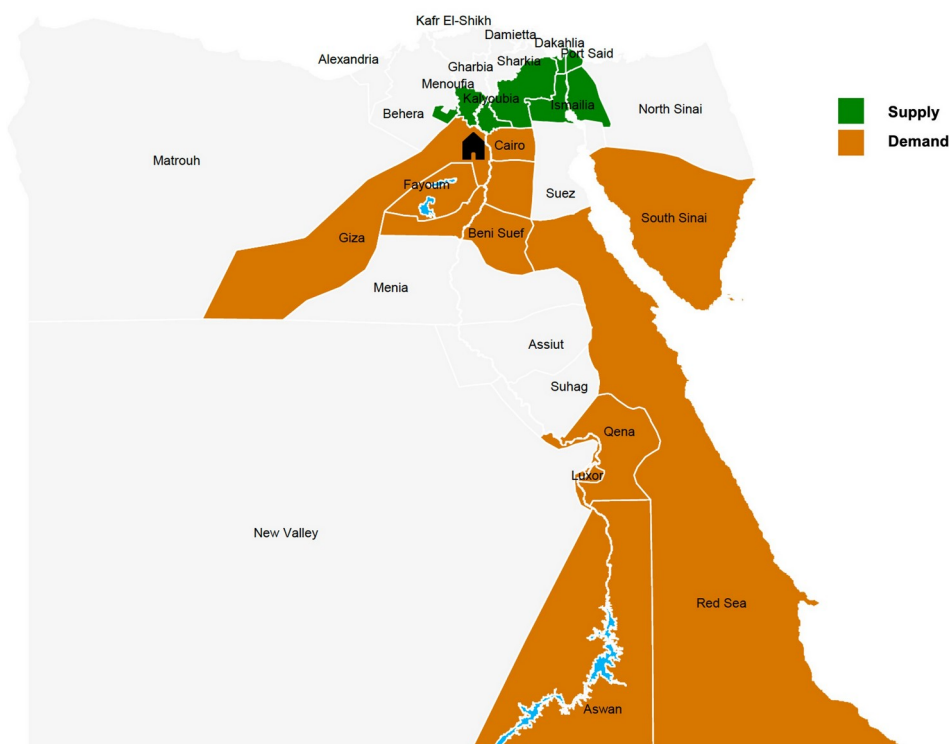 Kafr El-Shikh
Damietta
Dakahlia
Port Said
Alexandria
Gharbia
Sharkia
Menoufia
Kalyoubia
Ismailia
Behera
North Sinai
Supply
Demand
Matrouh
Cairo
Fayoum
Suez
South Sinai
Giza
Beni Suef
Menia
Assiut
Suhag
Qena
Luxor
New Valley
Red Sea
Aswan